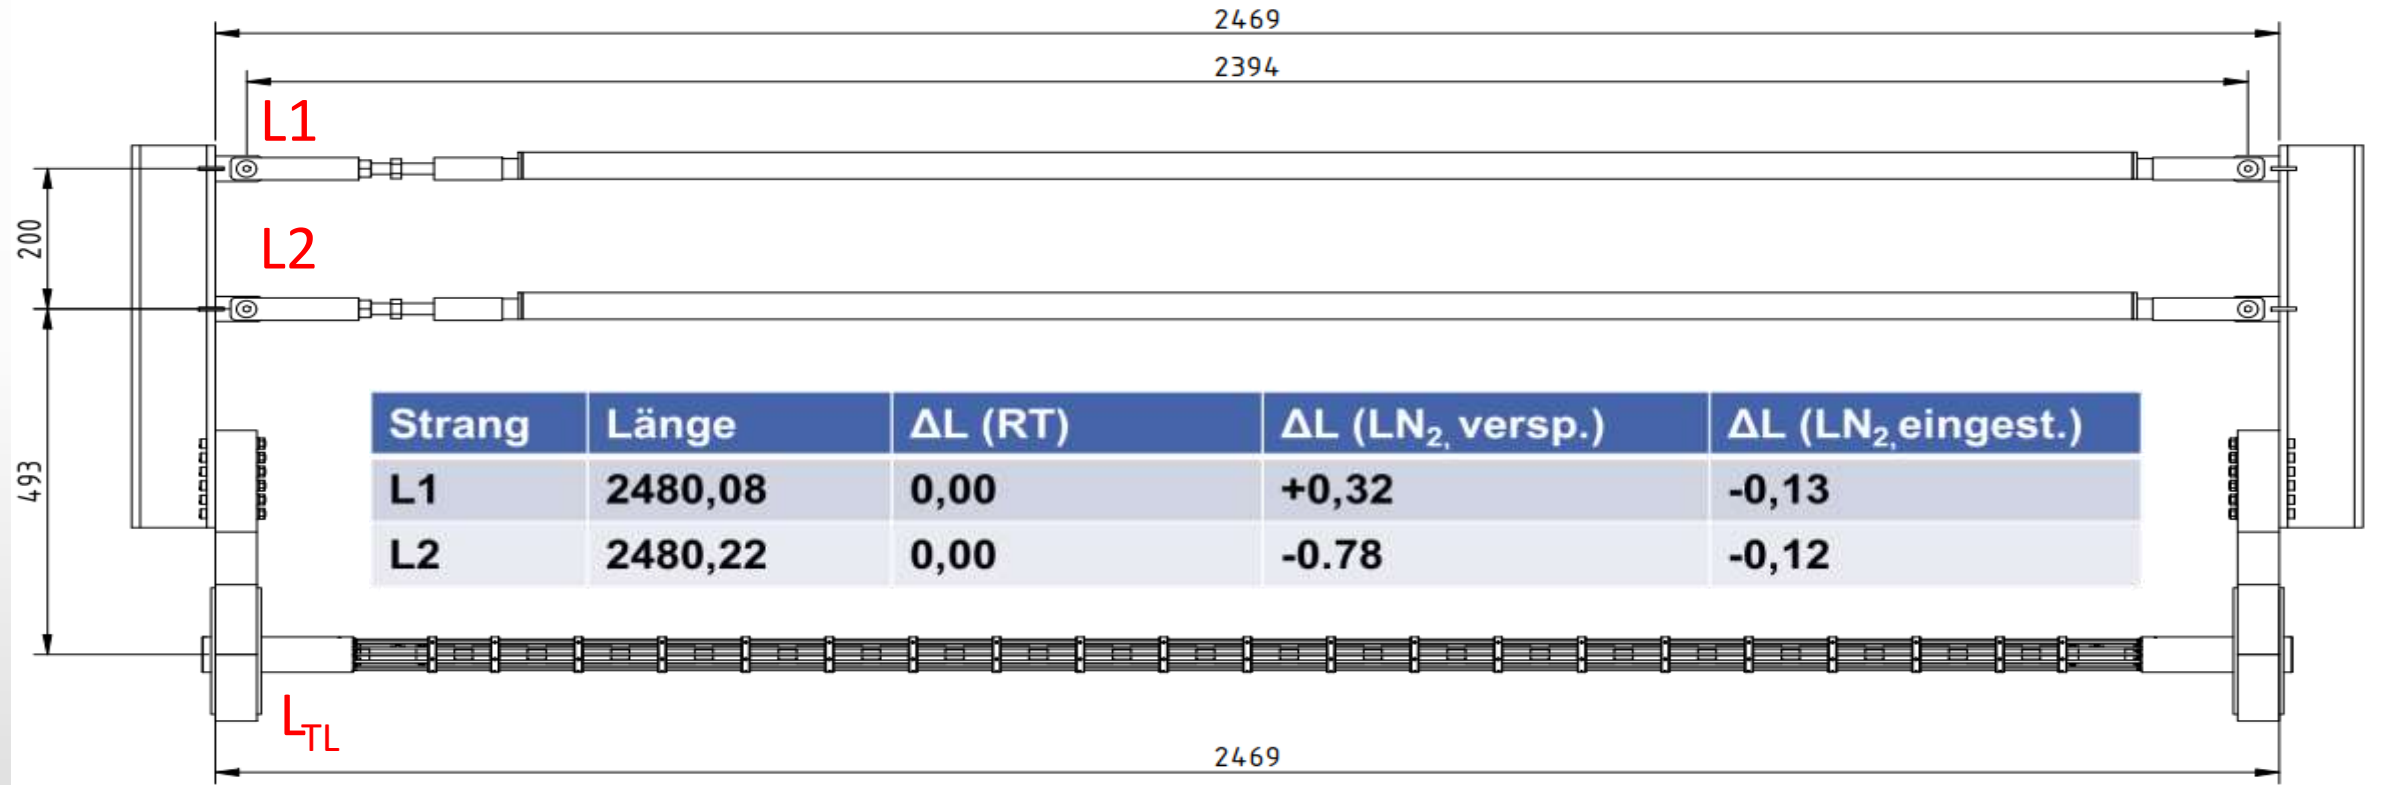 2469
2394
L1
200
L2
493
Strang Länge ΔL (RT) ΔL (LN2, versp.) ΔL (LN2,eingest.)
L1 2480,08 0,00 +0,32 -0,13
L2 2480,22 0,00 -0.78 -0,12
LTL
2469